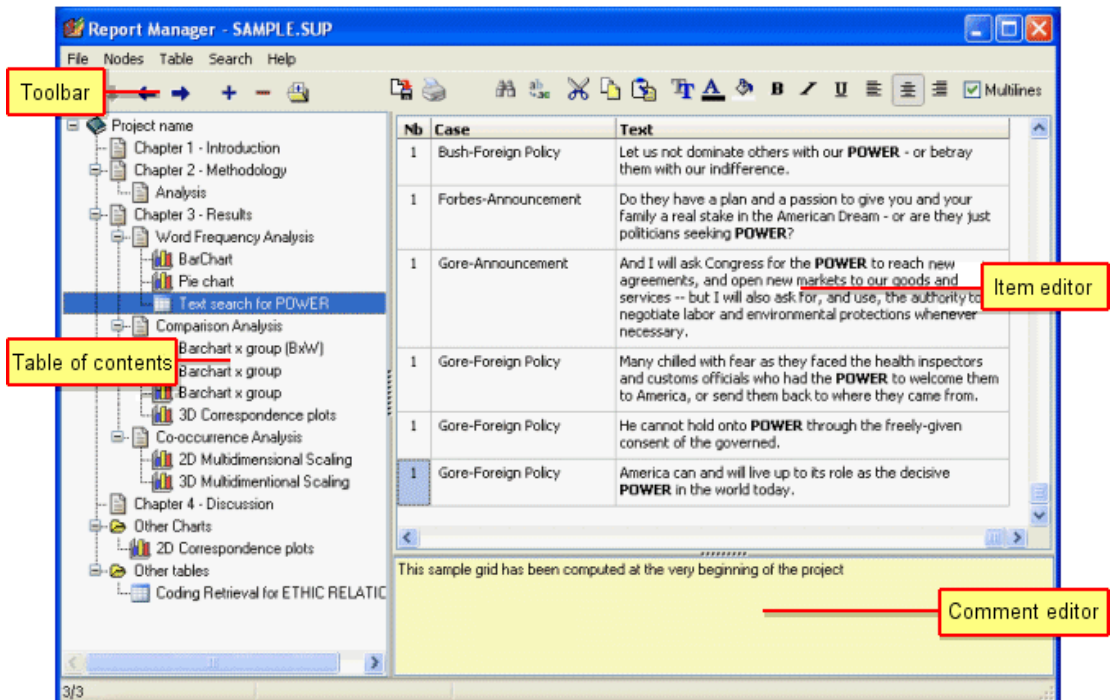 Report Manager - SAMPLE.SUP
File Nodes Table Search Help
Toolbar
B I U Multilines
Project name
Chapter 1 - Introduction
Chapter 2 - Methodology
Analysis
Chapter 3 - Results
Word Frequency Analysis
BarChart
Pie chart
Text search for POWER
Comparison Analysis
Barchart x group (BxW)
Table of contents
Barchart x group
Barchart x group
3D Correspondence plots
Co-occurrence Analysis
2D Multidimensional Scaling
3D Multidimentional Scaling
Chapter 4 - Discussion
Other Charts
2D Correspondence plots
Other tables
Coding Retrieval for ETHIC RELATIC
Nb Case Text
1 Bush-Foreign Policy Let us not dominate others with our POWER - or betray
them with our indifference.
1 Forbes-Announcement Do they have a plan and a passion to give you and your
family a real stake in the American Dream - or are they just
politicians seeking POWER?
1 Gore-Announcement And I will ask Congress for the POWER to reach new
agreements, and open new markets to our goods and
services -- but I will also ask for, and use, the authority to
negotiate labor and environmental protections whenever
necessary.
Item editor
1 Gore-Foreign Policy Many chilled with fear as they faced the health inspectors
and customs officials who had the POWER to welcome them
to America, or send them back to where they came from.
1 Gore-Foreign Policy He cannot hold onto POWER through the freely-given
consent of the governed.
1 Gore-Foreign Policy America can and will live up to its role as the decisive
POWER in the world today.
This sample grid has been computed at the very beginning of the project
Comment editor
3/3